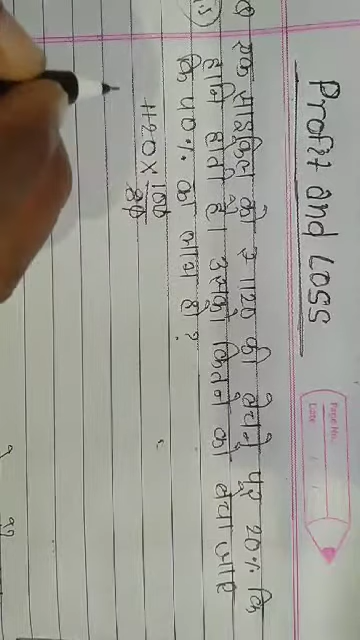 Profit and Loss
Page No.
Date
एक साइकिल को ₹ 1120 की बेचने पर 20% कि
हानि होती है। उसको कितने को बेचा जाए
कि 40% का लाभ हो?
1120 × 100
80